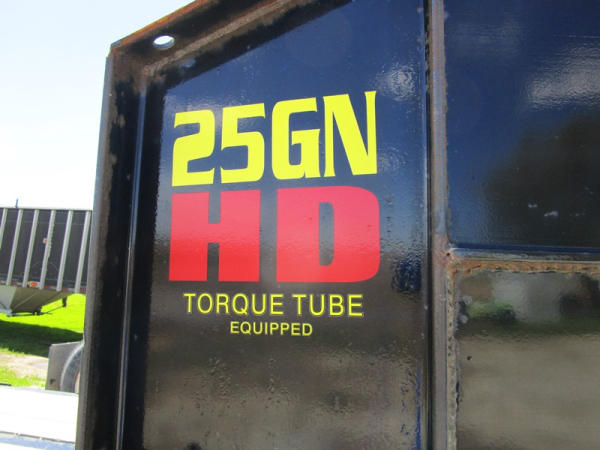 25GN
HD
TORQUE TUBE
EQUIPPED